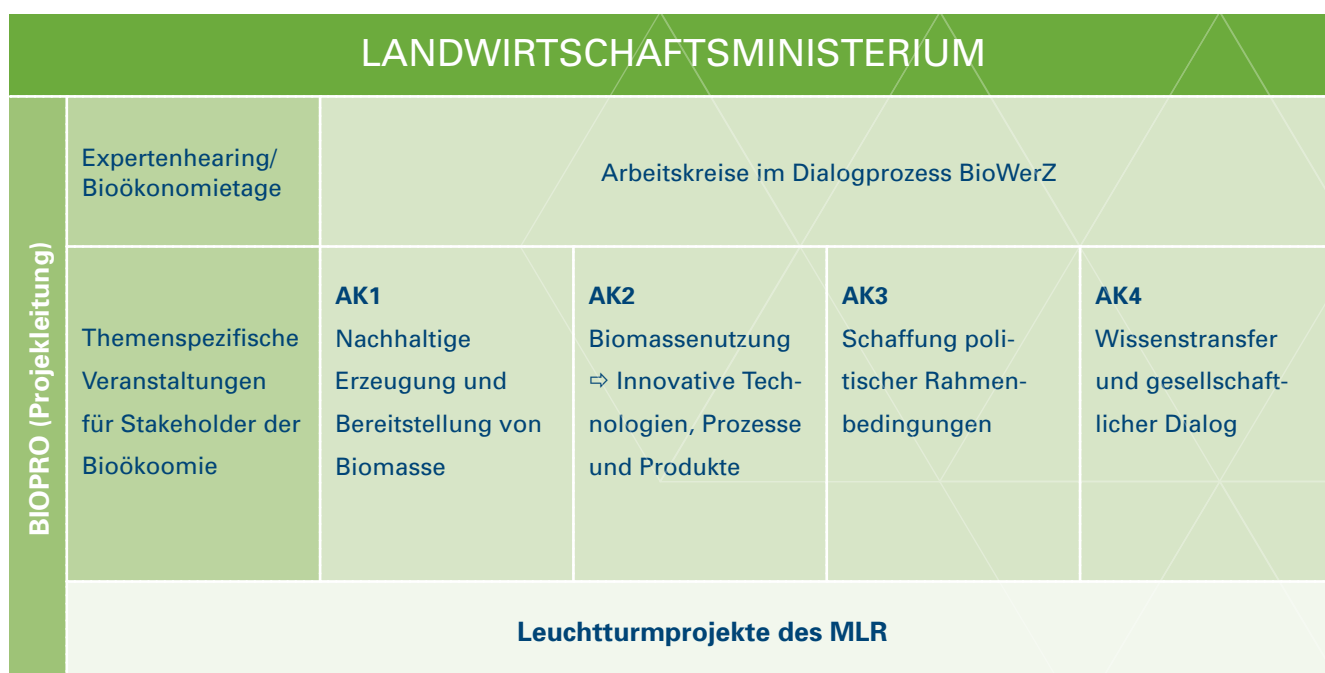 LANDWIRTSCHAFTSMINISTERIUM
BIOPRO (Projekleitung)
Expertenhearing/
Bioökonomietage
Arbeitskreise im Dialogprozess BioWerZ
Themenspezifische
Veranstaltungen
für Stakeholder der
Bioökoomie
AK1
Nachhaltige
Erzeugung und
Bereitstellung von
Biomasse
AK2
Biomassenutzung
⇨ Innovative Tech-
nologien, Prozesse
und Produkte
AK3
Schaffung poli-
tischer Rahmen-
bedingungen
AK4
Wissenstransfer
und gesellschaft-
licher Dialog
Leuchtturmprojekte des MLR